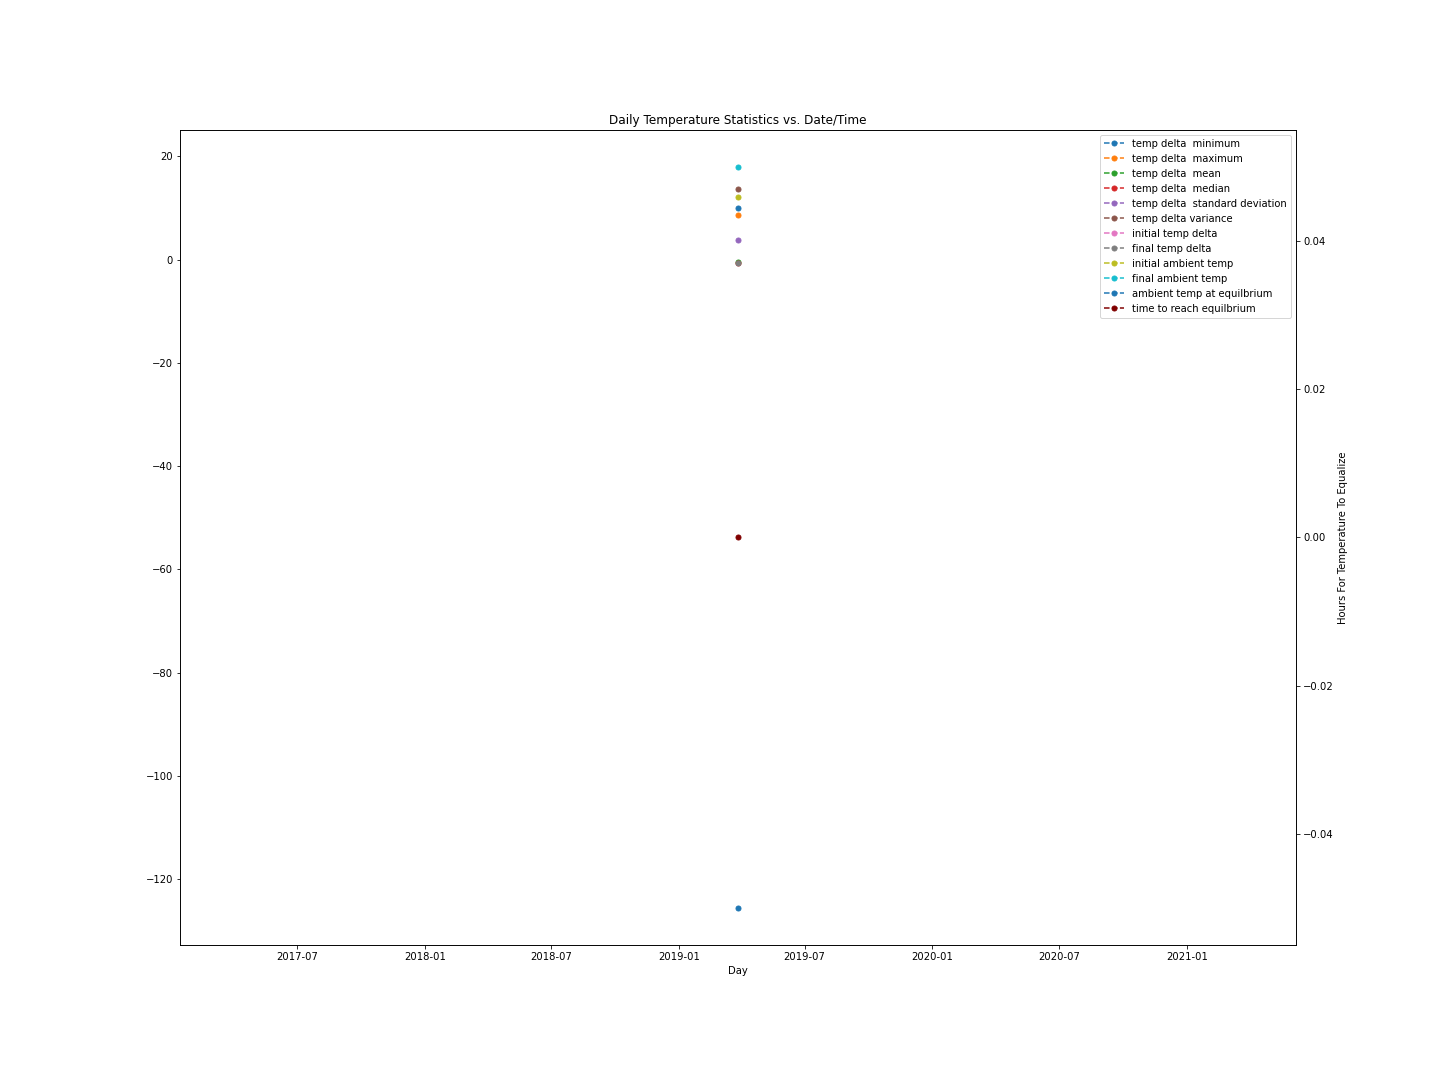 Daily Temperature Statistics vs. Date/Time
temp delta  minimum
temp delta  maximum
temp delta  mean
temp delta  median
temp delta  standard deviation
temp delta variance
initial temp delta
final temp delta
initial ambient temp
final ambient temp
ambient temp at equilbrium
time to reach equilbrium
20
0
−20
−40
−60
−80
−100
−120
0.04
0.02
0.00
−0.02
−0.04
Hours For Temperature To Equalize
2017-07
2018-01
2018-07
2019-01
2019-07
2020-01
2020-07
2021-01
Day